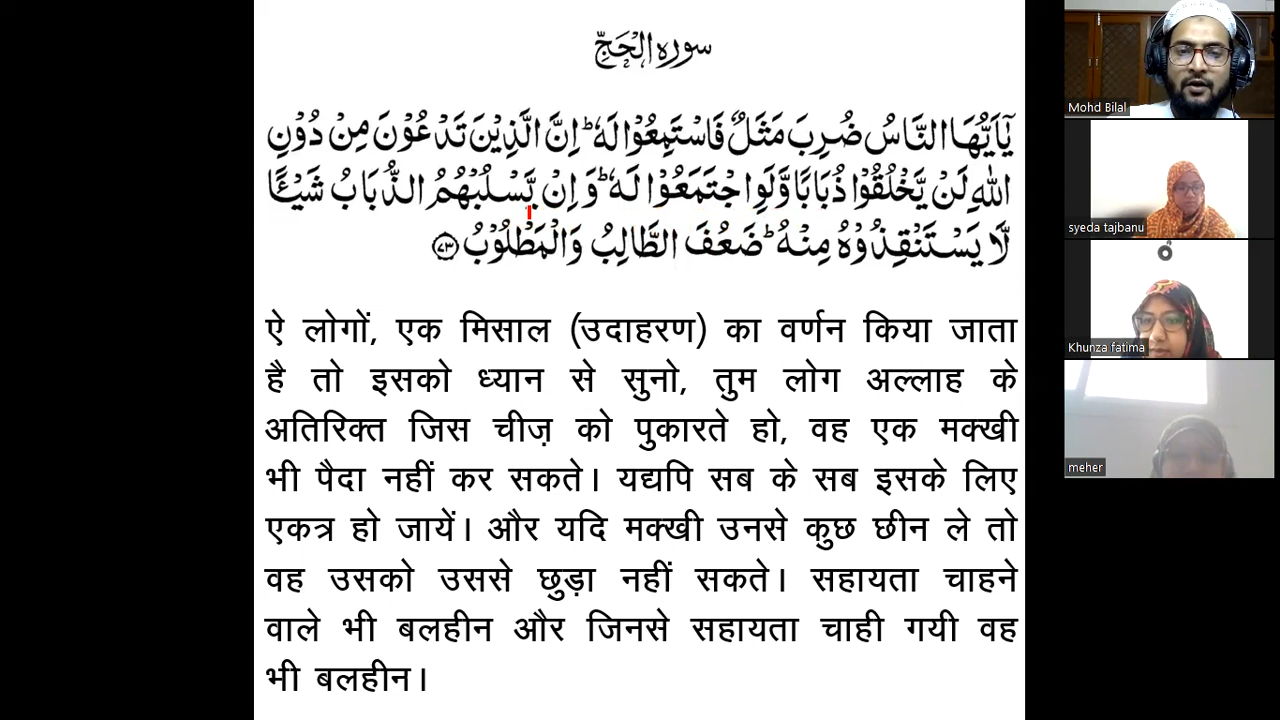 سورہ الْحَجِّ
يٰۤاَيُّهَا النَّاسُ ضُرِبَ مَثَلٌ فَاسْتَمِعُوْا لَهٗ ؕ اِنَّ الَّذِيْنَ تَدْعُوْنَ مِنْ دُوْنِ
اللّٰهِ لَنْ يَّخْلُقُوْا ذُبَابًا وَّلَوِ اجْتَمَعُوْا لَهٗ ؕ وَ اِنْ يَّسْلُبْهُمُ الذُّبَابُ شَيْـًٔا
لَّا يَسْتَنْقِذُوْهُ مِنْهُ ؕ ضَعُفَ الطَّالِبُ وَالْمَطْلُوْبُ ﴿۷۳﴾
ऐ लोगों, एक मिसाल (उदाहरण) का वर्णन किया जाता
है तो इसको ध्यान से सुनो, तुम लोग अल्लाह के
अतिरिक्त जिस चीज़ को पुकारते हो, वह एक मक्खी
भी पैदा नहीं कर सकते। यद्यपि सब के सब इसके लिए
एकत्र हो जायें। और यदि मक्खी उनसे कुछ छीन ले तो
वह उसको उससे छुड़ा नहीं सकते। सहायता चाहने
वाले भी बलहीन और जिनसे सहायता चाही गयी वह
भी बलहीन।
Mohd Bilal
syeda tajbanu
Khunza fatima
meher